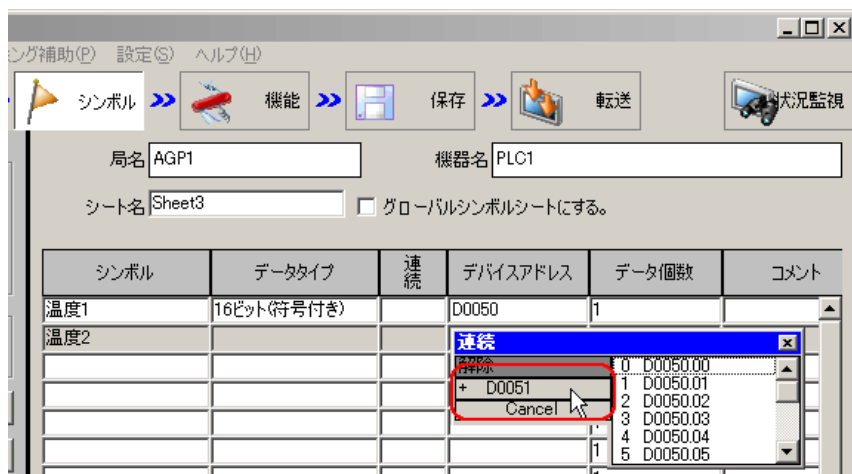 ング補助(P) 設定(S) ヘルプ(H)
シンボル 機能 保存 転送 状況監視
局名 AGP1 機器名 PLC1
シート名 Sheet3 グローバルシンボルシートにする。
シンボル データタイプ 連続 デバイスアドレス データ個数 コメント
温度1 16ビット(符号付き) D0050 1
温度2
連続
解除
+ D0051
Cancel
0 D0050.00
1 D0050.01
2 D0050.02
3 D0050.03
4 D0050.04
5 D0050.05
1